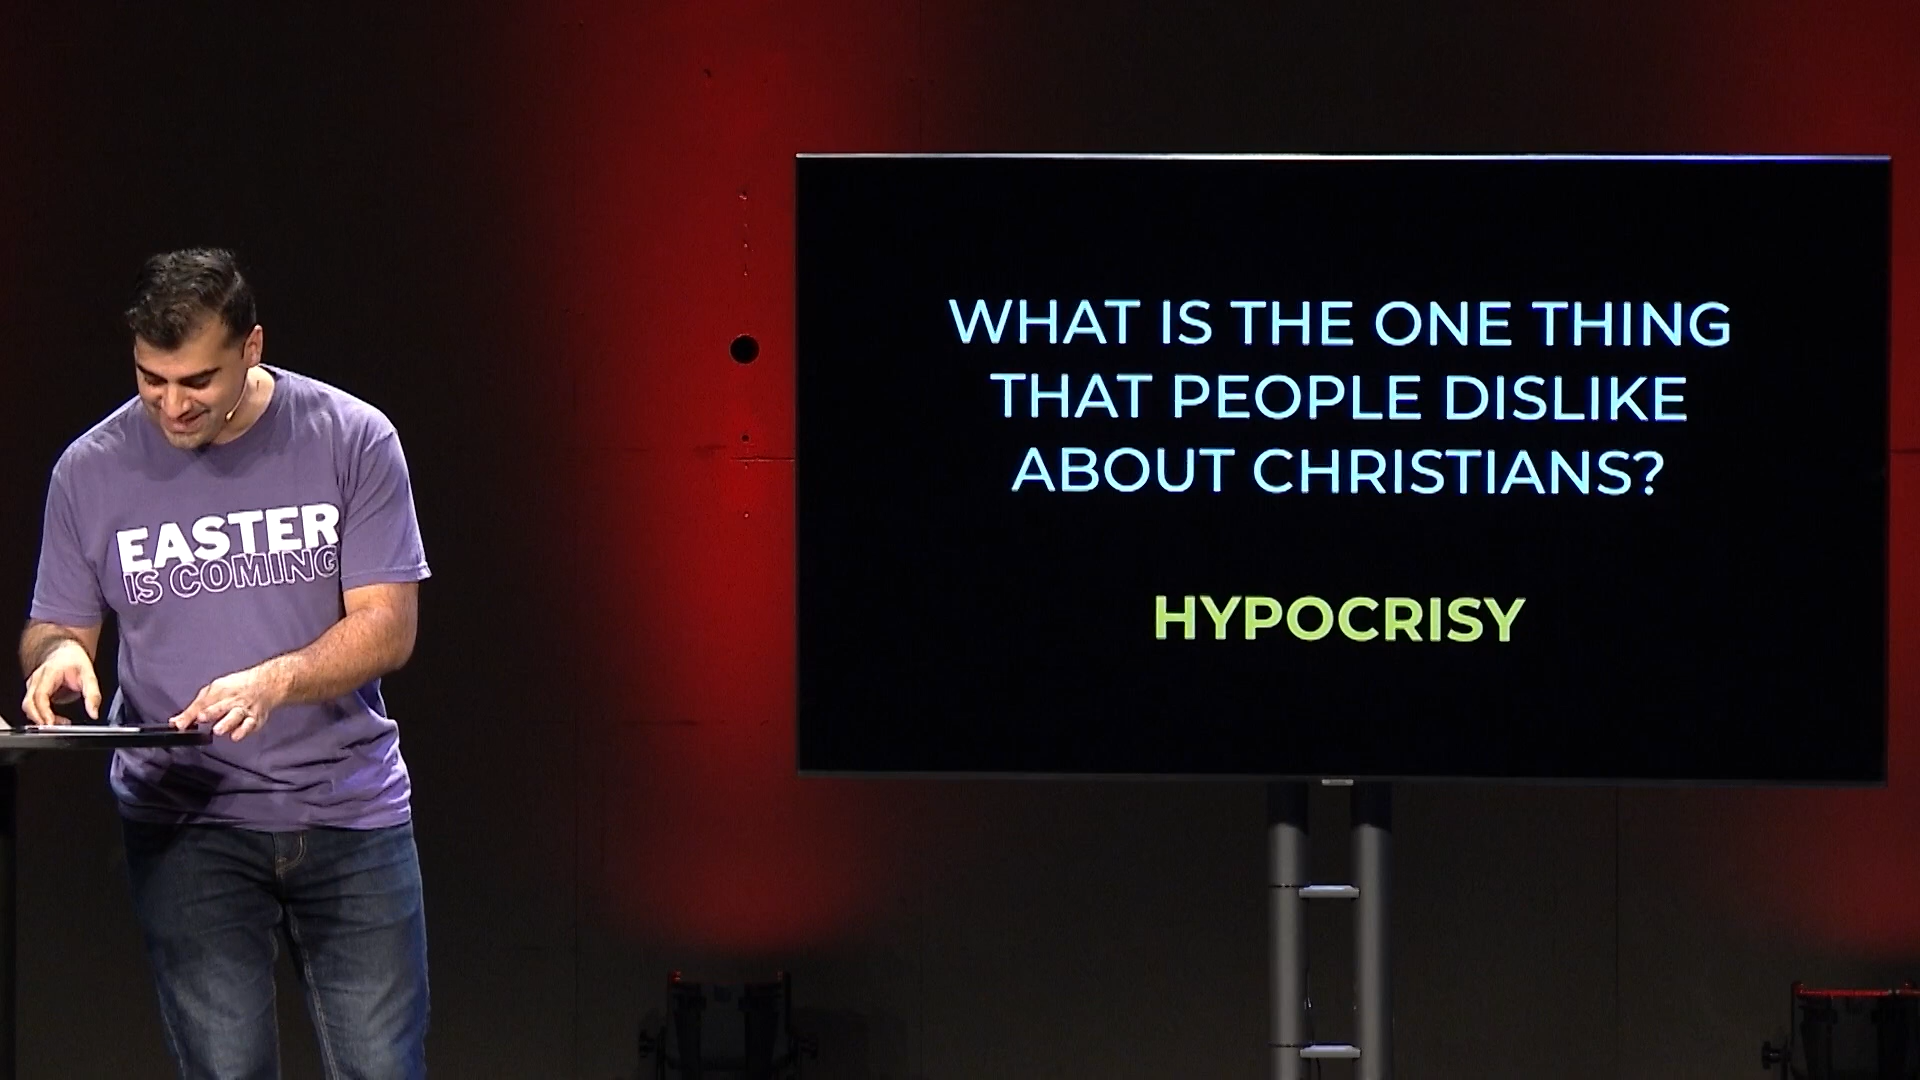 EASTER
IS COMING
WHAT IS THE ONE THING
THAT PEOPLE DISLIKE
ABOUT CHRISTIANS?
HYPOCRISY